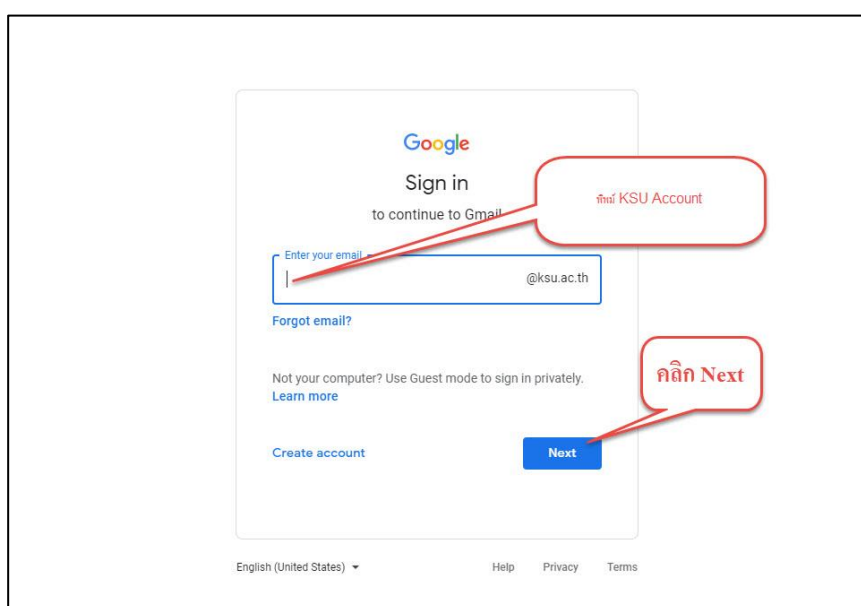 Google
Sign in
to continue to Gmail
พิมพ์ KSU Account
Enter your email
@ksu.ac.th
Forgot email?
คลิก Next
Not your computer? Use Guest mode to sign in privately.
Learn more
Create account
Next
English (United States)
Help Privacy Terms